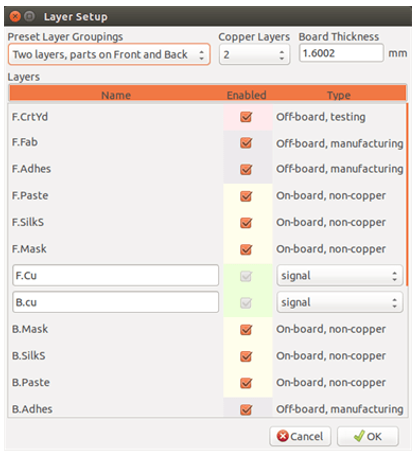 Layer Setup
Preset Layer Groupings Copper Layers Board Thickness
Two layers, parts on Front and Back 2 1.6002 mm
Layers
Name Enabled Type
F.CrtYd Off-board, testing
F.Fab Off-board, manufacturing
F.Adhes Off-board, manufacturing
F.Paste On-board, non-copper
F.SilkS On-board, non-copper
F.Mask On-board, non-copper
F.Cu signal
B.cu signal
B.Mask On-board, non-copper
B.SilkS On-board, non-copper
B.Paste On-board, non-copper
B.Adhes Off-board, manufacturing
Cancel OK